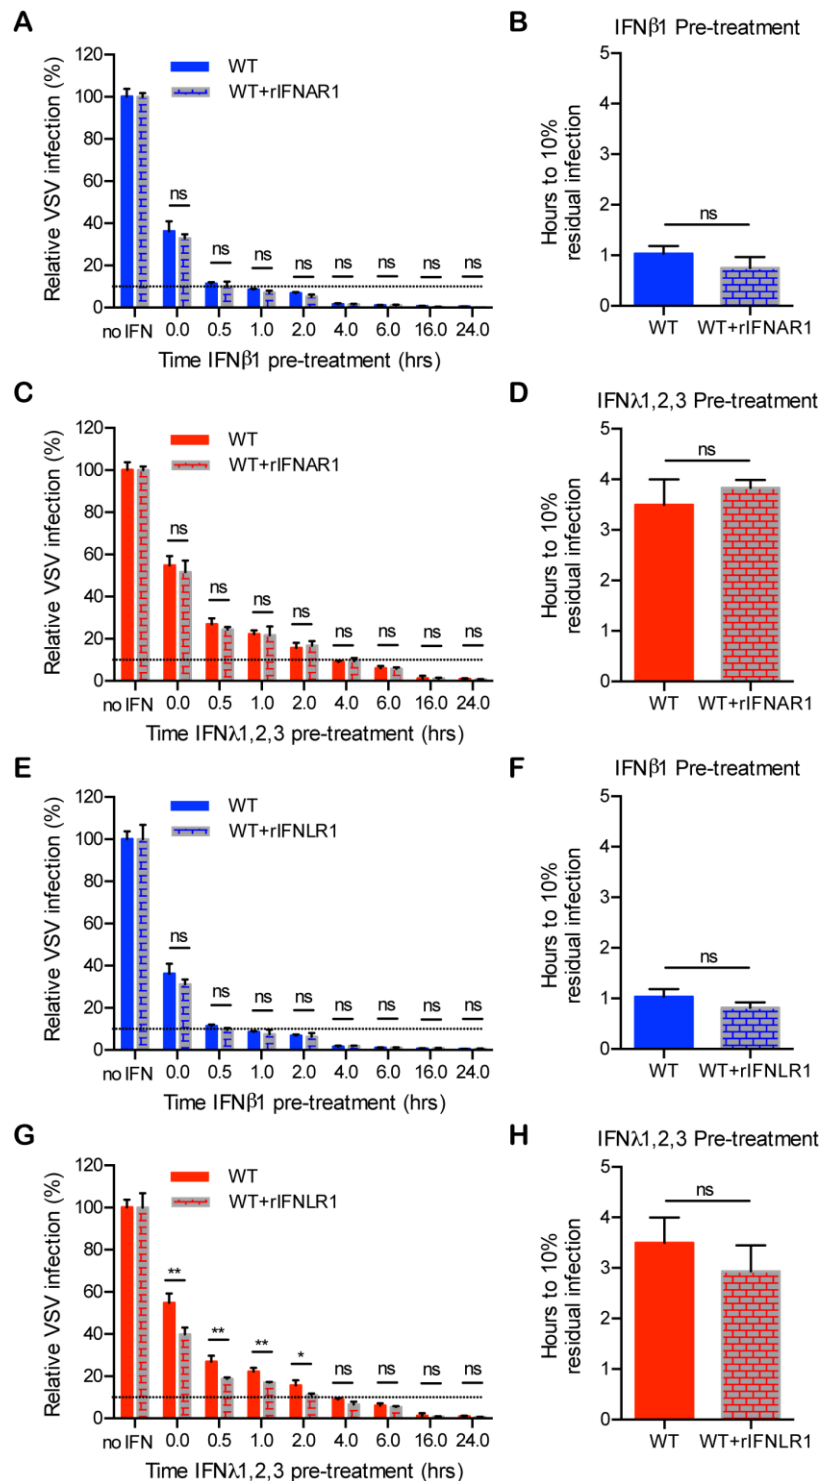 A
Relative VSV infection (%)
120
100
80
60
40
20
0
WT
WT+rIFNAR1
ns
ns
ns
ns
ns
ns
ns
ns
no IFN 0.0 0.5 1.0 2.0 4.0 6.0 16.0 24.0
Time IFNβ1 pre-treatment (hrs)
B
IFNβ1 Pre-treatment
Hours to 10%
residual infection
5
4
3
2
1
0
ns
WT WT+rIFNAR1
C
Relative VSV infection (%)
120
100
80
60
40
20
0
WT
WT+rIFNAR1
ns
ns
ns
ns
ns
ns
ns
ns
no IFN 0.0 0.5 1.0 2.0 4.0 6.0 16.0 24.0
Time IFNλ1,2,3 pre-treatment (hrs)
D
IFNλ1,2,3 Pre-treatment
Hours to 10%
residual infection
5
4
3
2
1
0
ns
WT WT+rIFNAR1
E
Relative VSV infection (%)
120
100
80
60
40
20
0
WT
WT+rIFNLR1
ns
ns
ns
ns
ns
ns
ns
ns
no IFN 0.0 0.5 1.0 2.0 4.0 6.0 16.0 24.0
Time IFNβ1 pre-treatment (hrs)
F
IFNβ1 Pre-treatment
Hours to 10%
residual infection
5
4
3
2
1
0
ns
WT WT+rIFNLR1
G
Relative VSV infection (%)
120
100
80
60
40
20
0
WT
WT+rIFNLR1
**
**
**
*
ns
ns
ns
ns
no IFN 0.0 0.5 1.0 2.0 4.0 6.0 16.0 24.0
Time IFNλ1,2,3 pre-treatment (hrs)
H
IFNλ1,2,3 Pre-treatment
Hours to 10%
residual infection
5
4
3
2
1
0
ns
WT WT+rIFNLR1